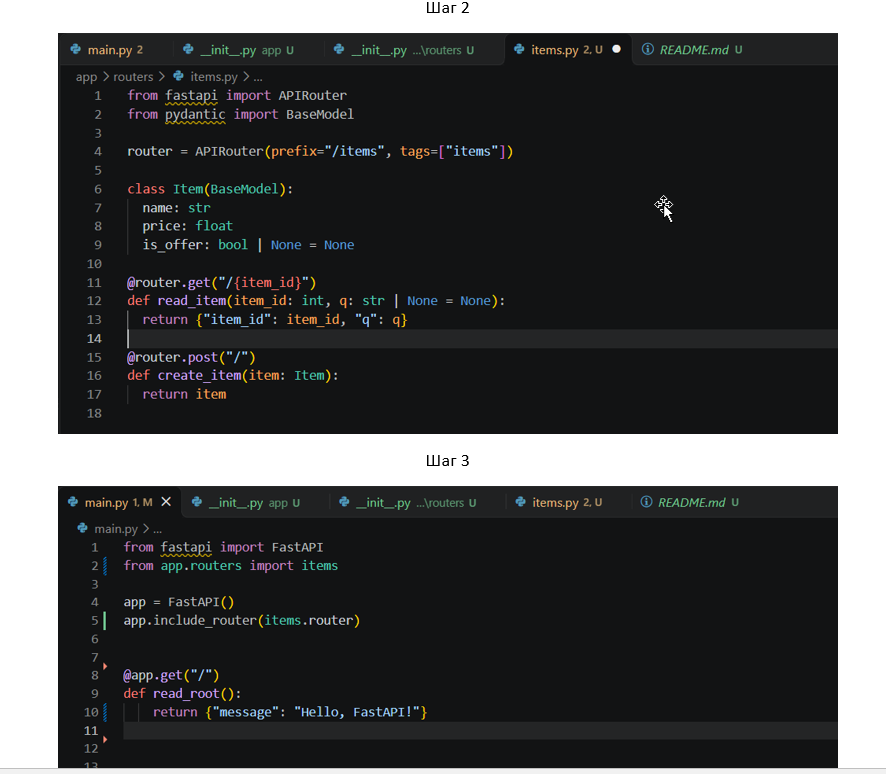 Шаг 2
main.py 2 __init__.py app U __init__.py ...\routers U items.py 2, U README.md U
app > routers > items.py > ...
1 from fastapi import APIRouter
2 from pydantic import BaseModel
3
4 router = APIRouter(prefix="/items", tags=["items"])
5
6 class Item(BaseModel):
7 name: str
8 price: float
9 is_offer: bool | None = None
10
11 @router.get("/{item_id}")
12 def read_item(item_id: int, q: str | None = None):
13 return {"item_id": item_id, "q": q}
14
15 @router.post("/")
16 def create_item(item: Item):
17 return item
18
Шаг 3
main.py 1, M __init__.py app U __init__.py ...\routers U items.py 2, U README.md U
main.py > ...
1 from fastapi import FastAPI
2 from app.routers import items
3
4 app = FastAPI()
5 app.include_router(items.router)
6
7
8 @app.get("/")
9 def read_root():
10 return {"message": "Hello, FastAPI!"}
11
12
13